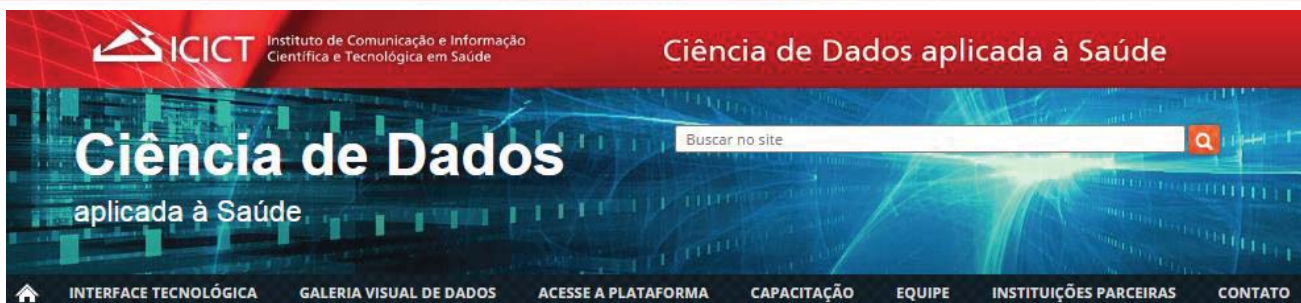 ICICT Instituto de Comunicação e Informação
Científica e Tecnológica em Saúde
Ciência de Dados aplicada à Saúde
Ciência de Dados
aplicada à Saúde
Buscar no site
INTERFACE TECNOLÓGICA GALERIA VISUAL DE DADOS ACESSE A PLATAFORMA CAPACITAÇÃO EQUIPE INSTITUIÇÕES PARCEIRAS CONTATO